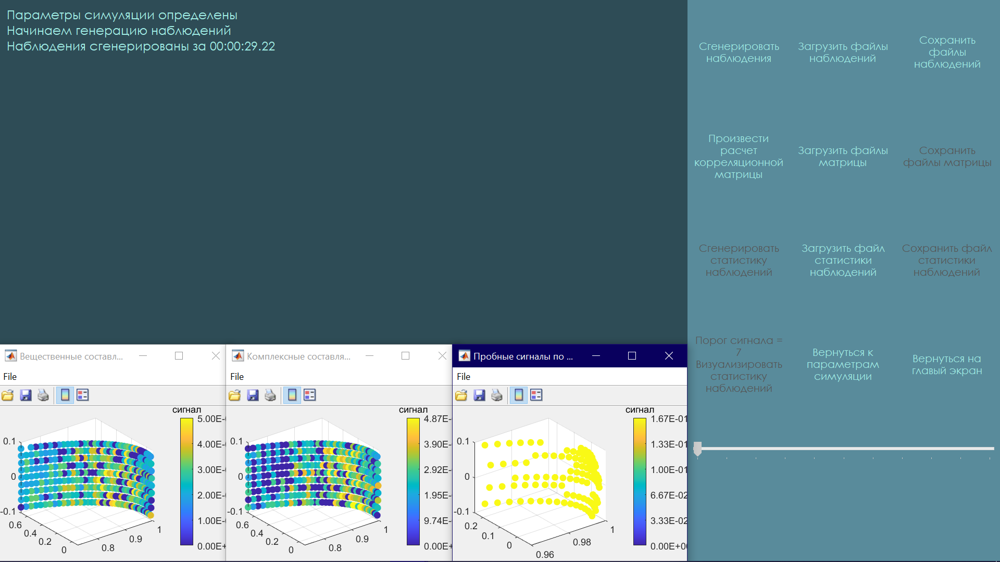 Параметры симуляции определены
Начинаем генерацию наблюдений
Наблюдения сгенерированы за 00:00:29.22
Сгенерировать
наблюдения
Загрузить файлы
наблюдений
Сохранить
файлы
наблюдений
Произвести
расчет
корреляционной
матрицы
Загрузить файлы
матрицы
Сохранить
файлы матрицы
Сгенерировать
статистику
наблюдений
Загрузить файл
статистики
наблюдений
Сохранить файл
статистики
наблюдений
Порог сигнала =
7
Визуализировать
статистику
наблюдений
Вернуться к
параметрам
симуляции
Вернуться на
главый экран
Вещественные составл...
File
сигнал
5.00E-
4.00E-
3.00E-
2.00E-
1.00E-
0.00E+
0.1
0
-0.1
0.6
0.4
0.2
0
0.8
0.9
1
Комплексные составля...
File
сигнал
4.87E-
3.90E-
2.92E-
1.95E-
9.74E-
0.00E+
0.1
0
-0.1
0.6
0.4
0.2
0
0.8
0.9
1
Пробные сигналы по ...
File
сигнал
1.67E-01
1.33E-01
1.00E-01
6.67E-02
3.33E-02
0.00E+0
0.1
0
-0.1
0.2
0.1
0
0.96
0.98
1